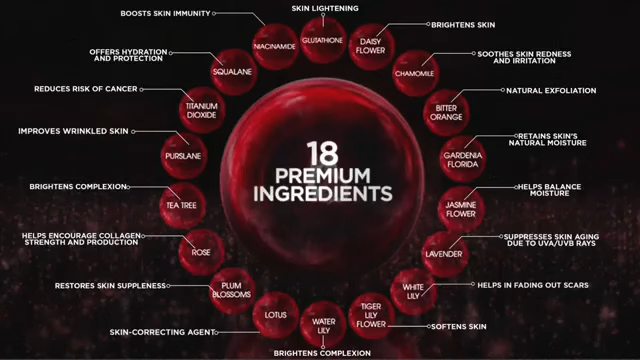 SKIN LIGHTENING
GLUTATHIONE
BRIGHTENS SKIN
DAISY
FLOWER
SOOTHES SKIN REDNESS
AND IRRITATION
CHAMOMILE
NATURAL EXFOLIATION
BITTER
ORANGE
RETAINS SKIN'S
NATURAL MOISTURE
GARDENIA
FLORIDA
HELPS BALANCE
MOISTURE
JASMINE
FLOWER
SUPPRESSES SKIN AGING
DUE TO UVA/UVB RAYS
LAVENDER
HELPS IN FADING OUT SCARS
WHITE
LILY
SOFTENS SKIN
TIGER
LILY
FLOWER
WATER
LILY
BRIGHTENS COMPLEXION
LOTUS
SKIN-CORRECTING AGENT
PLUM
BLOSSOMS
RESTORES SKIN SUPPLENESS
ROSE
HELPS ENCOURAGE COLLAGEN
STRENGTH AND PRODUCTION
TEA TREE
BRIGHTENS COMPLEXION
PURSLANE
IMPROVES WRINKLED SKIN
TITANIUM
DIOXIDE
REDUCES RISK OF CANCER
SQUALANE
OFFERS HYDRATION
AND PROTECTION
NIACINAMIDE
BOOSTS SKIN IMMUNITY
18
PREMIUM
INGREDIENTS